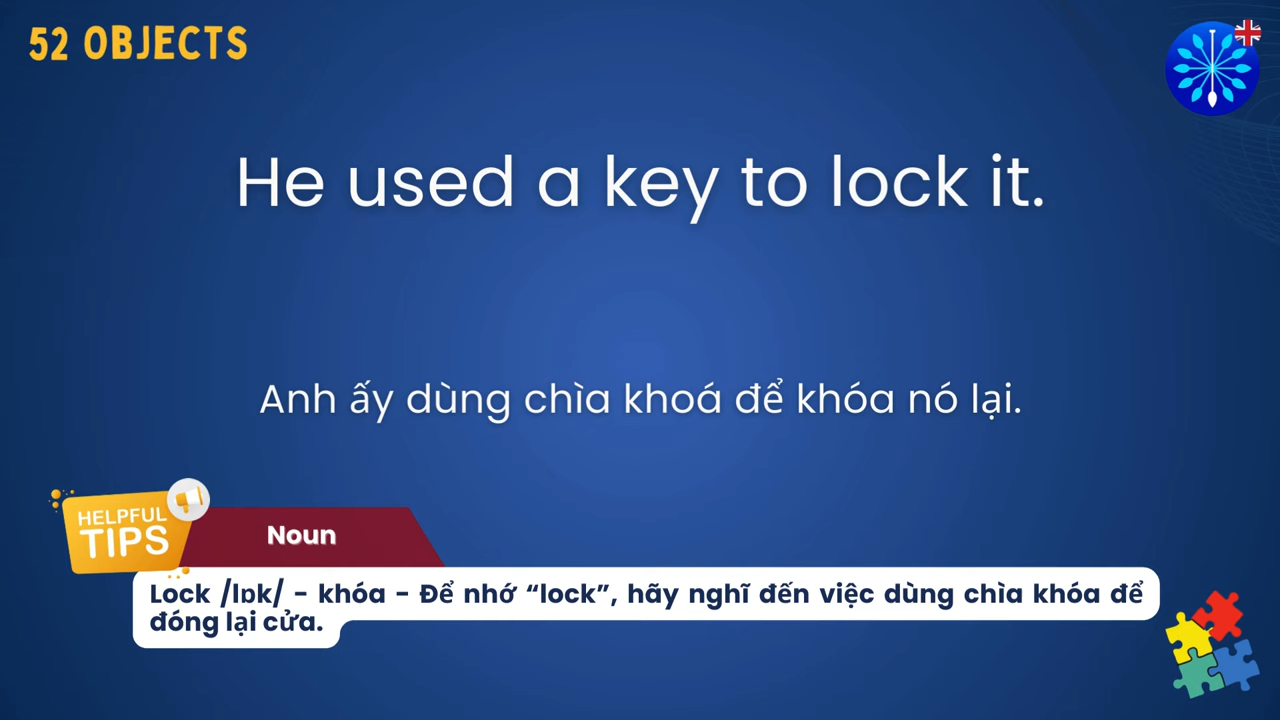 52 OBJECTS
He used a key to lock it.
Anh ấy dùng chìa khoá để khóa nó lại.
HELPFUL
TIPS
Noun
Lock /lɒk/ - khóa - Để nhớ “lock”, hãy nghĩ đến việc dùng chìa khóa để
đóng lại cửa.